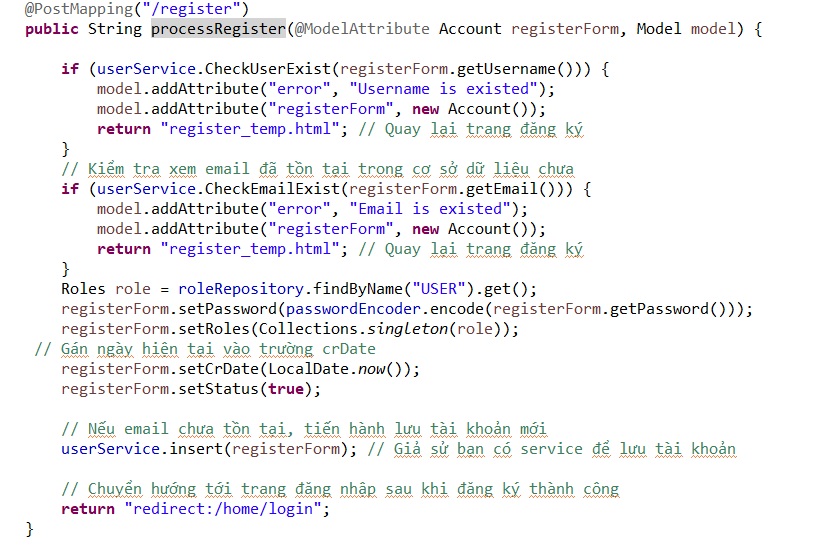 @PostMapping("/register")
public String processRegister(@ModelAttribute Account registerForm, Model model) {
if (userService.CheckUserExist(registerForm.getUsername())) {
model.addAttribute("error", "Username is existed");
model.addAttribute("registerForm", new Account());
return "register_temp.html"; // Quay lại trang đăng ký
}
// Kiểm tra xem email đã tồn tại trong cơ sở dữ liệu chưa
if (userService.CheckEmailExist(registerForm.getEmail())) {
model.addAttribute("error", "Email is existed");
model.addAttribute("registerForm", new Account());
return "register_temp.html"; // Quay lại trang đăng ký
}
Roles role = roleRepository.findByName("USER").get();
registerForm.setPassword(passwordEncoder.encode(registerForm.getPassword()));
registerForm.setRoles(Collections.singleton(role));
// Gán ngày hiện tại vào trường crDate
registerForm.setCrDate(LocalDate.now());
registerForm.setStatus(true);
// Nếu email chưa tồn tại, tiến hành lưu tài khoản mới
userService.insert(registerForm); // Giả sử bạn có service để lưu tài khoản
// Chuyển hướng tới trang đăng nhập sau khi đăng ký thành công
return "redirect:/home/login";
}